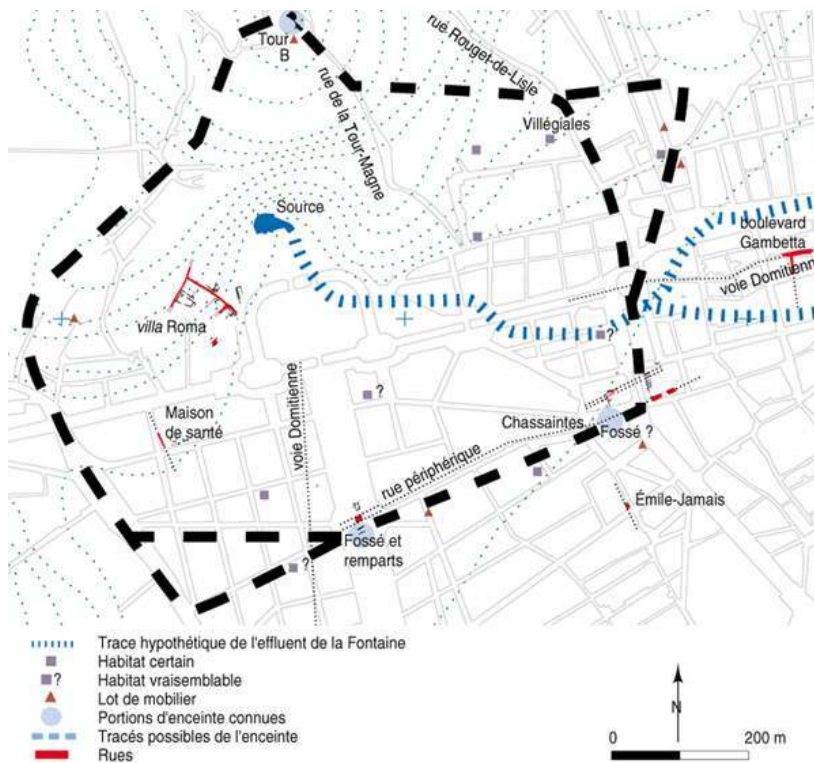 Tour
B
rue de la Tour-Magne
rue Rouget-de-Lisle
Villégiales
Source
boulevard
Gambetta
voie Domitienne
villa Roma
Maison
de santé
voie Domitienne
?
?
Chassaintes
Fossé ?
rue périphérique
Émile-Jamais
Fossé et
remparts
?
Trace hypothétique de l'effluent de la Fontaine
Habitat certain
? Habitat vraisemblable
Lot de mobilier
Portions d'enceinte connues
Tracés possibles de l'enceinte
Rues
N
0 200 m